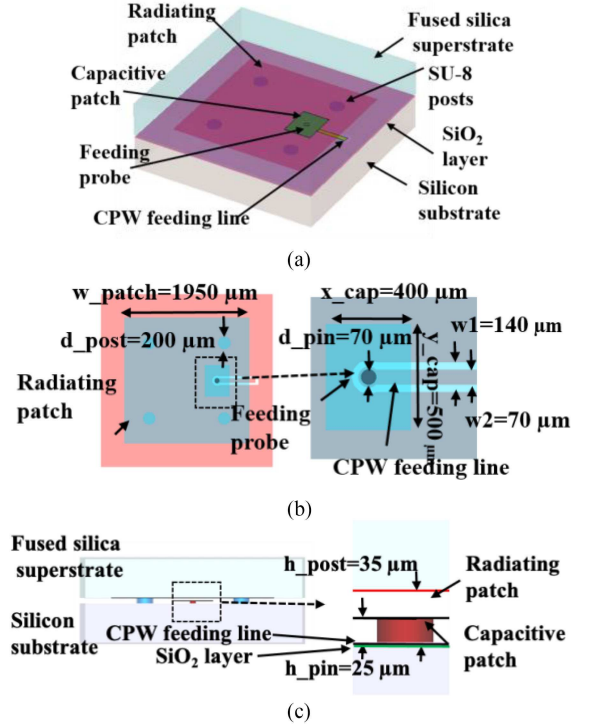 Radiating
patch
Fused silica
superstrate
Capacitive
patch
SU-8
posts
SiO₂
layer
Feeding
probe
Silicon
substrate
CPW feeding line
(a)
w_patch=1950 µm
x_cap=400 µm
d_post=200 µm
d_pin=70 µm
w1=140 µm
y_cap=500 µm
Radiating
patch
Feeding
probe
w2=70 µm
CPW feeding line
(b)
Fused silica
superstrate
h_post=35 µm
Radiating
patch
Silicon
substrate
CPW feeding line
SiO₂ layer
h_pin=25 µm
Capacitive
patch
(c)